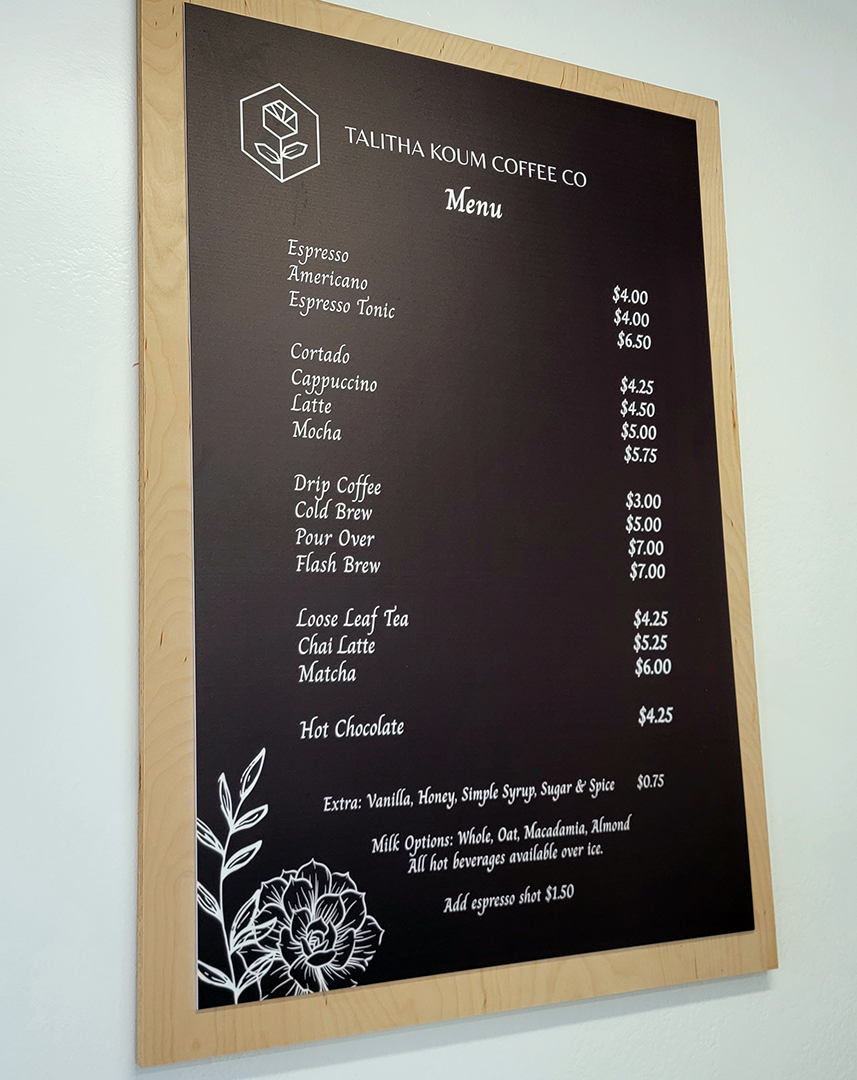 TALITHA KOUM COFFEE CO
Menu
Espresso $4.00
Americano $4.00
Espresso Tonic $6.50
Cortado $4.25
Cappuccino $4.50
Latte $5.00
Mocha $5.75
Drip Coffee $3.00
Cold Brew $5.00
Pour Over $7.00
Flash Brew $7.00
Loose Leaf Tea $4.25
Chai Latte $5.25
Matcha $6.00
Hot Chocolate $4.25
Extra: Vanilla, Honey, Simple Syrup, Sugar & Spice $0.75
Milk Options: Whole, Oat, Macadamia, Almond
All hot beverages available over ice.
Add espresso shot $1.50